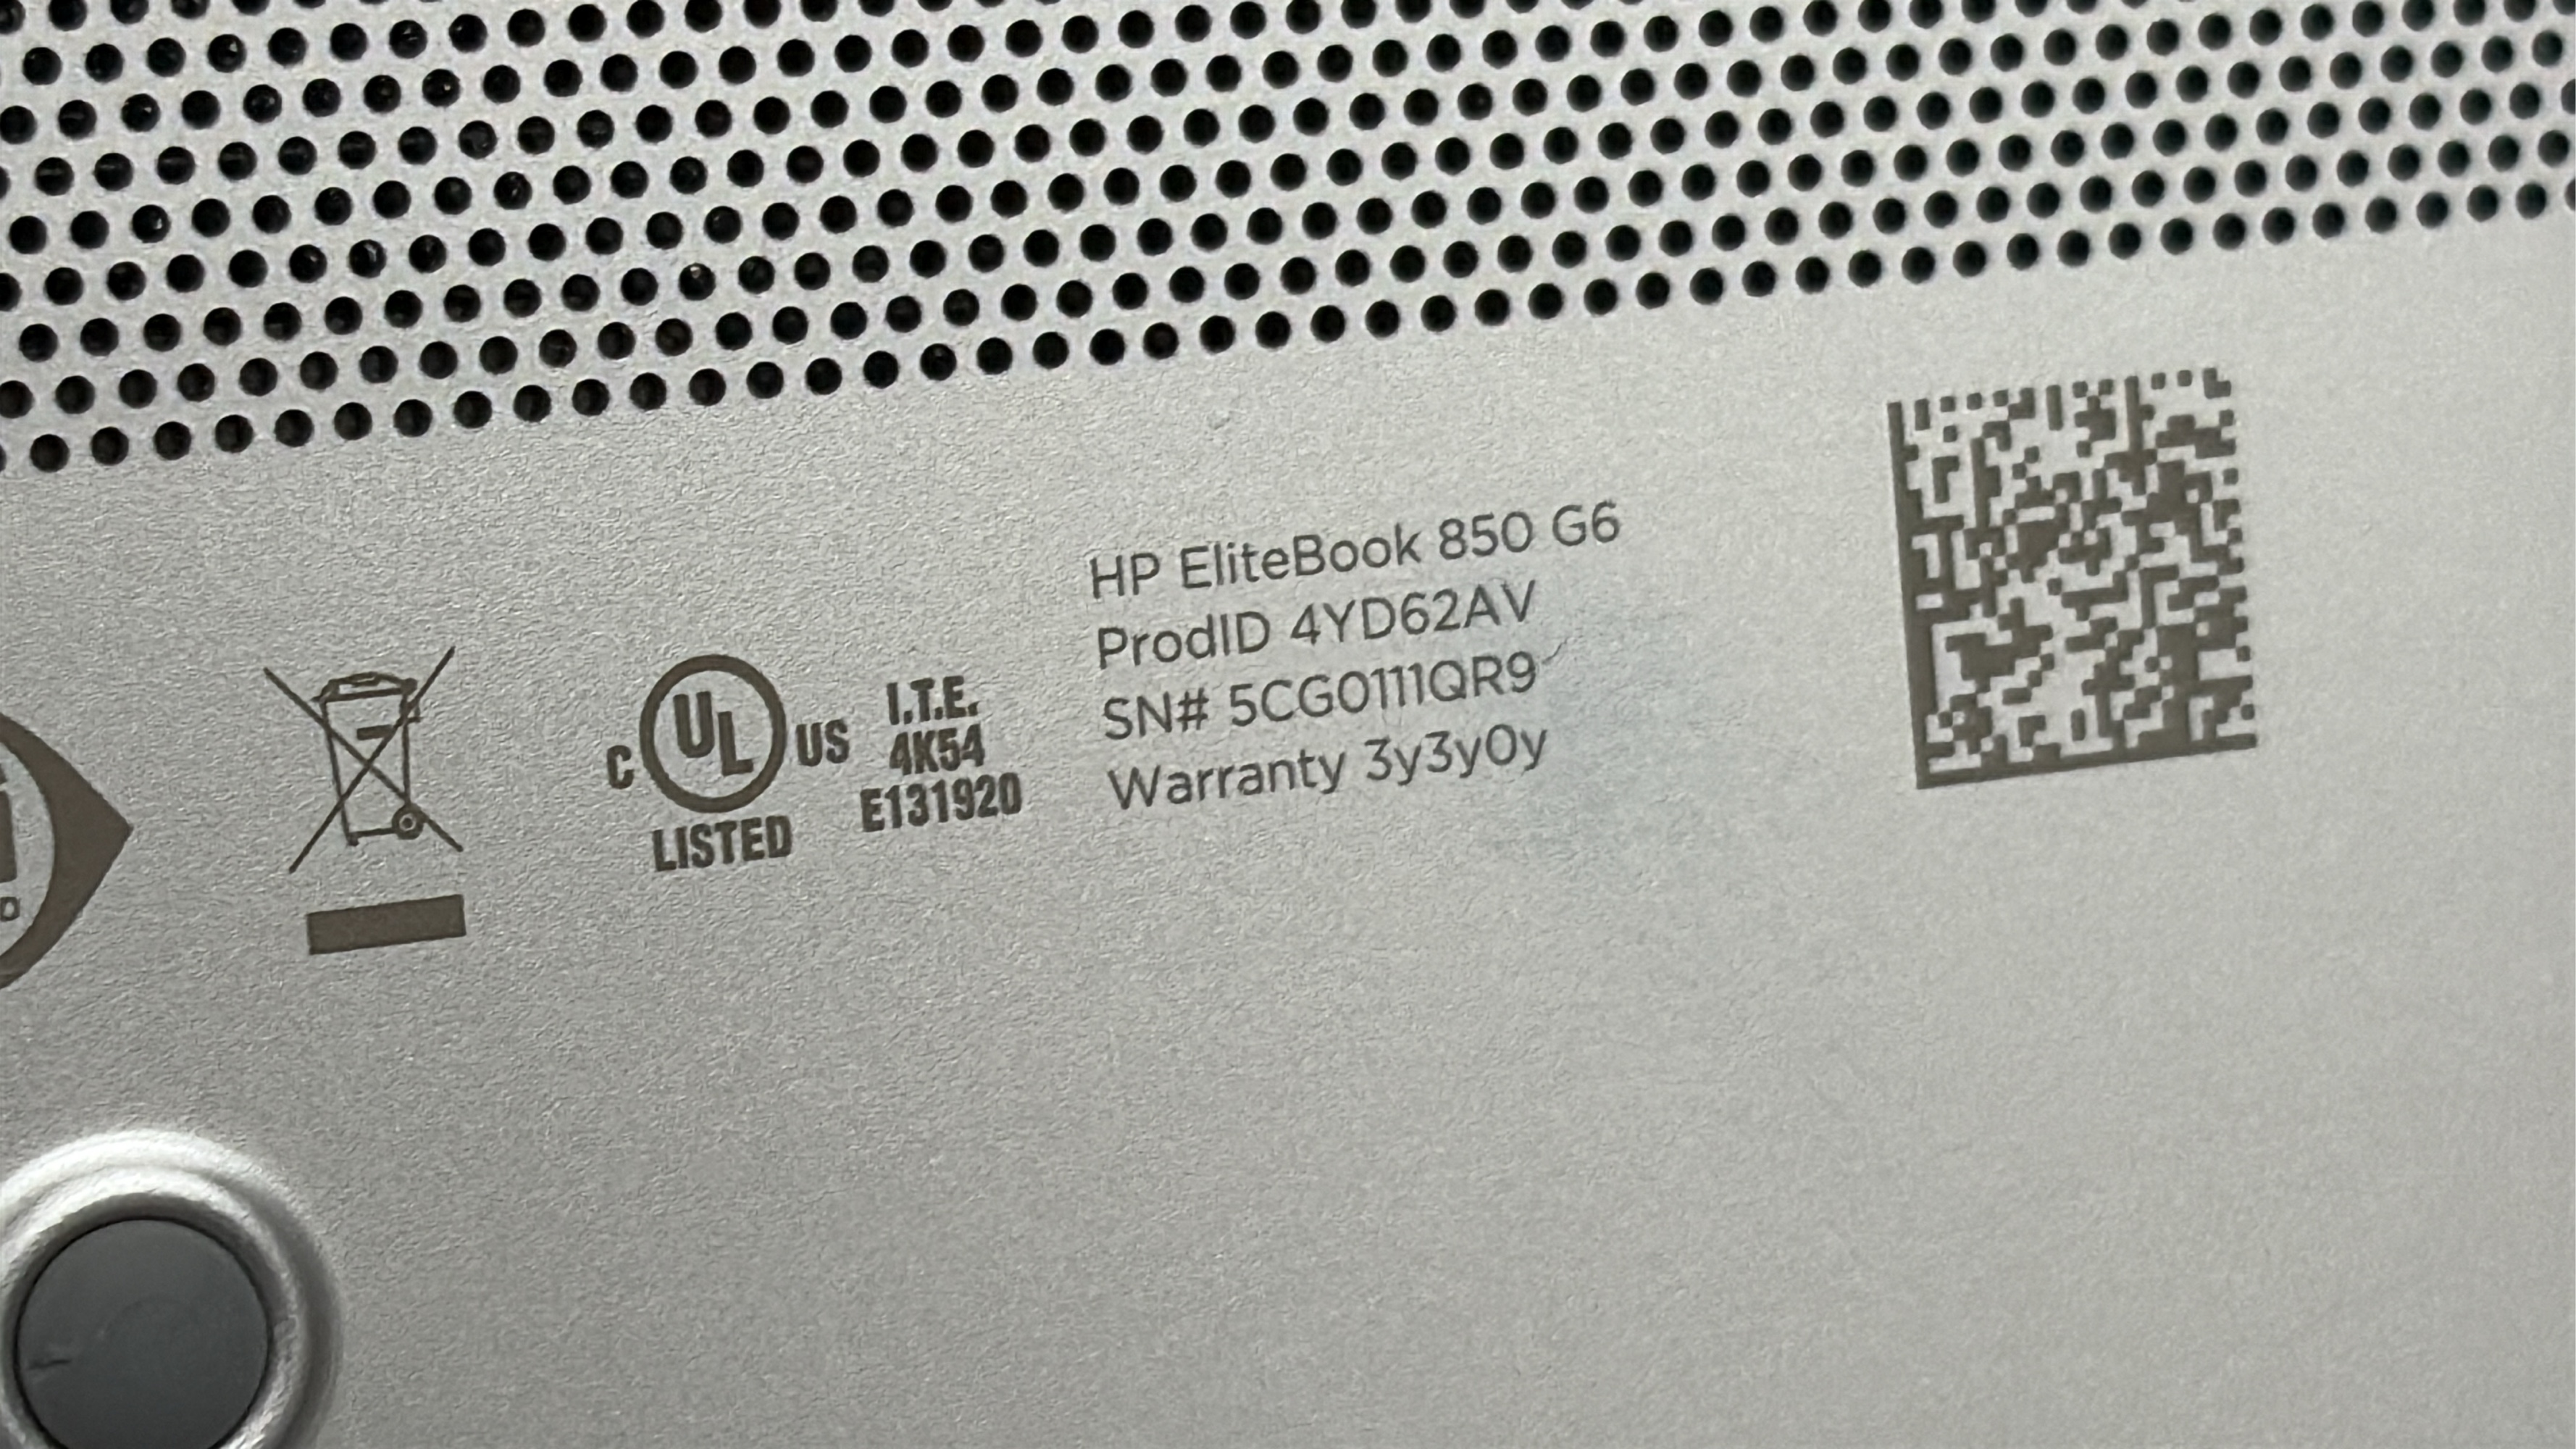 HP EliteBook 850 G6
ProdID 4YD62AV
SN# 5CG0111QR9
Warranty 3y3y0y
C UL US
LISTED
I.T.E.
4K54
E131920